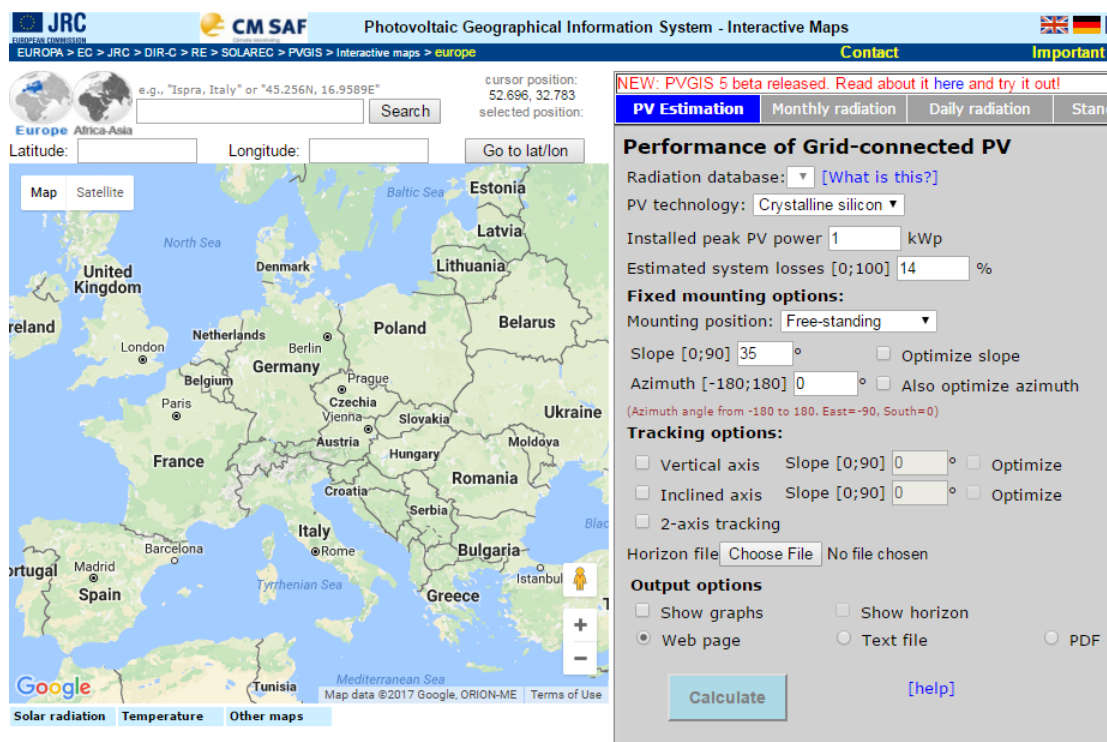 JRC
EUROPEAN COMMISSION
CM SAF
Climate Monitoring
Photovoltaic Geographical Information System - Interactive Maps
EUROPA > EC > JRC > DIR-C > RE > SOLAREC > PVGIS > Interactive maps > europe
Contact
Important
Europe
Africa-Asia
e.g., "Ispra, Italy" or "45.256N, 16.9589E"
Search
cursor position:
52.696, 32.783
selected position:
Latitude:
Longitude:
Go to lat/lon
Map
Satellite
Baltic Sea
Estonia
Latvia
North Sea
Denmark
Lithuania
United
Kingdom
reland
Netherlands
Berlin
Poland
Belarus
London
Germany
Belgium
Prague
Paris
Czechia
Vienna
Slovakia
Ukraine
Austria
Moldova
France
Hungary
Romania
Croatia
Serbia
Italy
Blac
Barcelona
Rome
Bulgaria
ortugal
Madrid
Istanbul
Spain
Tyrrhenian Sea
Greece
T
+
−
Google
Tunisia
Mediterranean Sea
Map data ©2017 Google, ORION-ME
Terms of Use
Solar radiation
Temperature
Other maps
NEW: PVGIS 5 beta released. Read about it here and try it out!
PV Estimation
Monthly radiation
Daily radiation
Stan
Performance of Grid-connected PV
Radiation database: [What is this?]
PV technology: Crystalline silicon
Installed peak PV power 1 kWp
Estimated system losses [0;100] 14 %
Fixed mounting options:
Mounting position: Free-standing
Slope [0;90] 35 ° Optimize slope
Azimuth [-180;180] 0 ° Also optimize azimuth
(Azimuth angle from -180 to 180. East=-90, South=0)
Tracking options:
Vertical axis Slope [0;90] 0 ° Optimize
Inclined axis Slope [0;90] 0 ° Optimize
2-axis tracking
Horizon file Choose File No file chosen
Output options
Show graphs Show horizon
Web page Text file PDF
Calculate
[help]